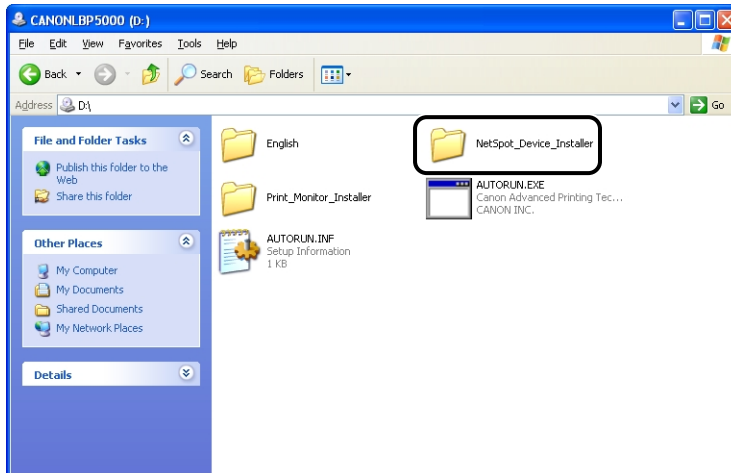 CANONLBP5000 (D:)
File Edit View Favorites Tools Help
Back Search Folders
Address D:\ Go
File and Folder Tasks
Publish this folder to the
Web
Share this folder
Other Places
My Computer
My Documents
Shared Documents
My Network Places
Details
English
NetSpot_Device_Installer
Print_Monitor_Installer
AUTORUN.EXE
Canon Advanced Printing Tec...
CANON INC.
AUTORUN.INF
Setup Information
1 KB